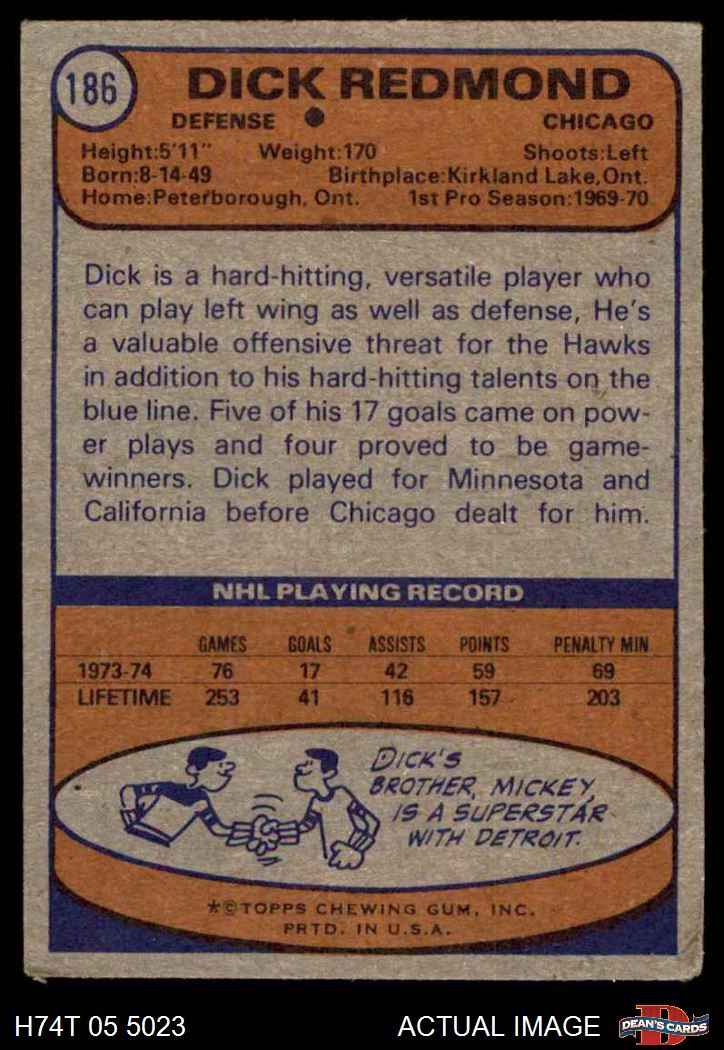 186
DICK REDMOND
DEFENSE • CHICAGO
Height:5'11" Weight:170 Shoots:Left
Born:8-14-49 Birthplace:Kirkland Lake,Ont.
Home:Peterborough, Ont. 1st Pro Season:1969-70
Dick is a hard-hitting, versatile player who
can play left wing as well as defense, He's
a valuable offensive threat for the Hawks
in addition to his hard-hitting talents on the
blue line. Five of his 17 goals came on pow-
er plays and four proved to be game-
winners. Dick played for Minnesota and
California before Chicago dealt for him.
NHL PLAYING RECORD
GAMES GOALS ASSISTS POINTS PENALTY MIN
1973-74 76 17 42 59 69
LIFETIME 253 41 116 157 203
DICK'S
BROTHER, MICKEY,
IS A SUPERSTAR
WITH DETROIT.
*©TOPPS CHEWING GUM, INC.
PRTD. IN U.S.A.
H74T 05 5023 ACTUAL IMAGE
D
DEAN'S CARDS